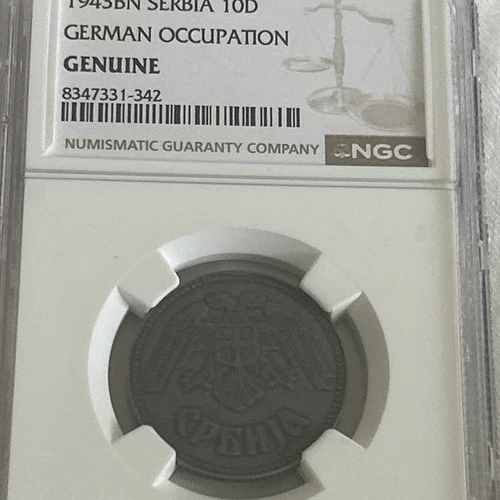 1943BN SERBIA 10D
GERMAN OCCUPATION
GENUINE
8347331-342
NUMISMATIC GUARANTY COMPANY NGC
СРБИЈА